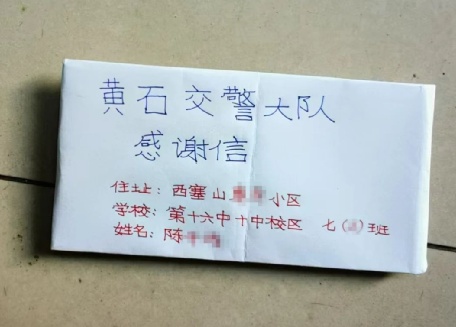 黄石交警大队
感谢信
住址：西塞山小区
学校：第十六中十中校区 七（）班
姓名：陈